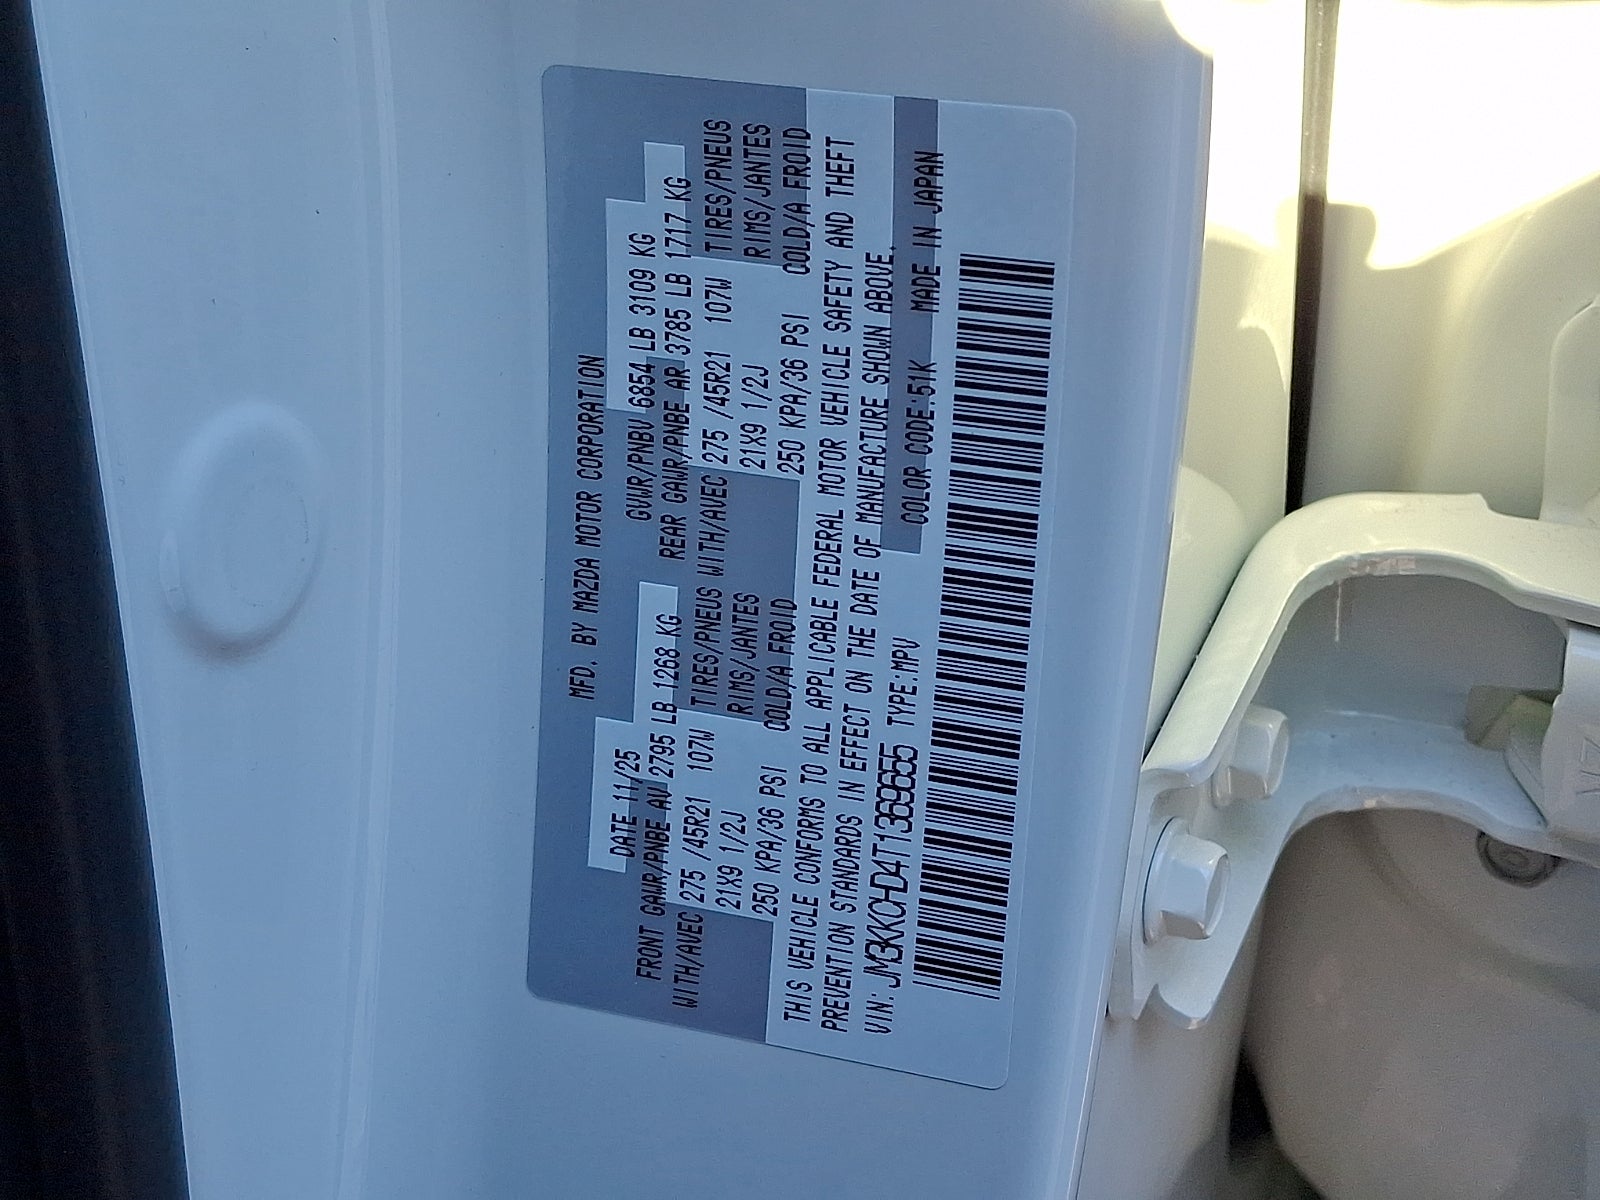 MFD. BY MAZDA MOTOR CORPORATION
DATE 11/25 GVWR/PNBV 6854 LB 3109 KG
FRONT GAWR/PNBE AV 2795 LB 1268 KG REAR GAWR/PNBE AR 3785 LB 1717 KG
WITH/AVEC 275 /45R21 107W TIRES/PNEUS WITH/AVEC 275 /45R21 107W TIRES/PNEUS
21X9 1/2J RIMS/JANTES 21X9 1/2J RIMS/JANTES
250 KPA/36 PSI COLD/A FROID 250 KPA/36 PSI COLD/A FROID
THIS VEHICLE CONFORMS TO ALL APPLICABLE FEDERAL MOTOR VEHICLE SAFETY AND THEFT
PREVENTION STANDARDS IN EFFECT ON THE DATE OF MANUFACTURE SHOWN ABOVE.
VIN: JM3KKCHD4T1369655 TYPE:MPV COLOR CODE:51K MADE IN JAPAN